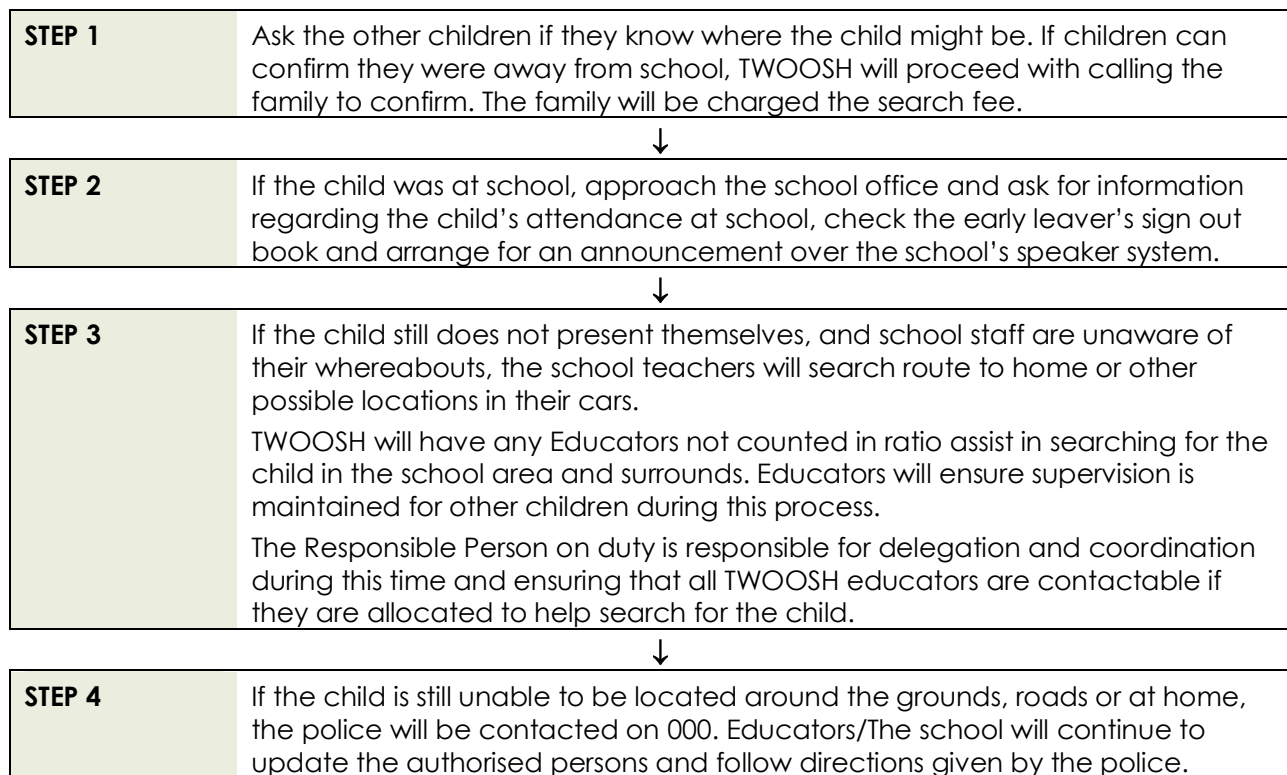 STEP 1 Ask the other children if they know where the child might be. If children can
confirm they were away from school, TWOOSH will proceed with calling the
family to confirm. The family will be charged the search fee.
↓
STEP 2 If the child was at school, approach the school office and ask for information
regarding the child’s attendance at school, check the early leaver’s sign out
book and arrange for an announcement over the school’s speaker system.
↓
STEP 3 If the child still does not present themselves, and school staff are unaware of
their whereabouts, the school teachers will search route to home or other
possible locations in their cars.
TWOOSH will have any Educators not counted in ratio assist in searching for the
child in the school area and surrounds. Educators will ensure supervision is
maintained for other children during this process.
The Responsible Person on duty is responsible for delegation and coordination
during this time and ensuring that all TWOOSH educators are contactable if
they are allocated to help search for the child.
↓
STEP 4 If the child is still unable to be located around the grounds, roads or at home,
the police will be contacted on 000. Educators/The school will continue to
update the authorised persons and follow directions given by the police.